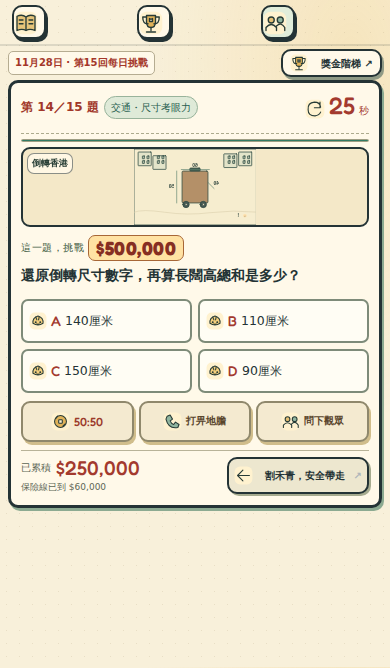 11月28日 · 第15回每日挑戰
獎金階梯 ↗
第 14／15 題
交通・尺寸考眼力
25 秒
倒轉香港
這一題，挑戰 $500,000
還原倒轉尺寸數字，再算長闊高總和是多少？
A 140厘米
B 110厘米
C 150厘米
D 90厘米
50:50
打畀地膽
問下觀眾
已累積 $250,000
保險線已到 $60,000
割禾青，安全帶走 ↗